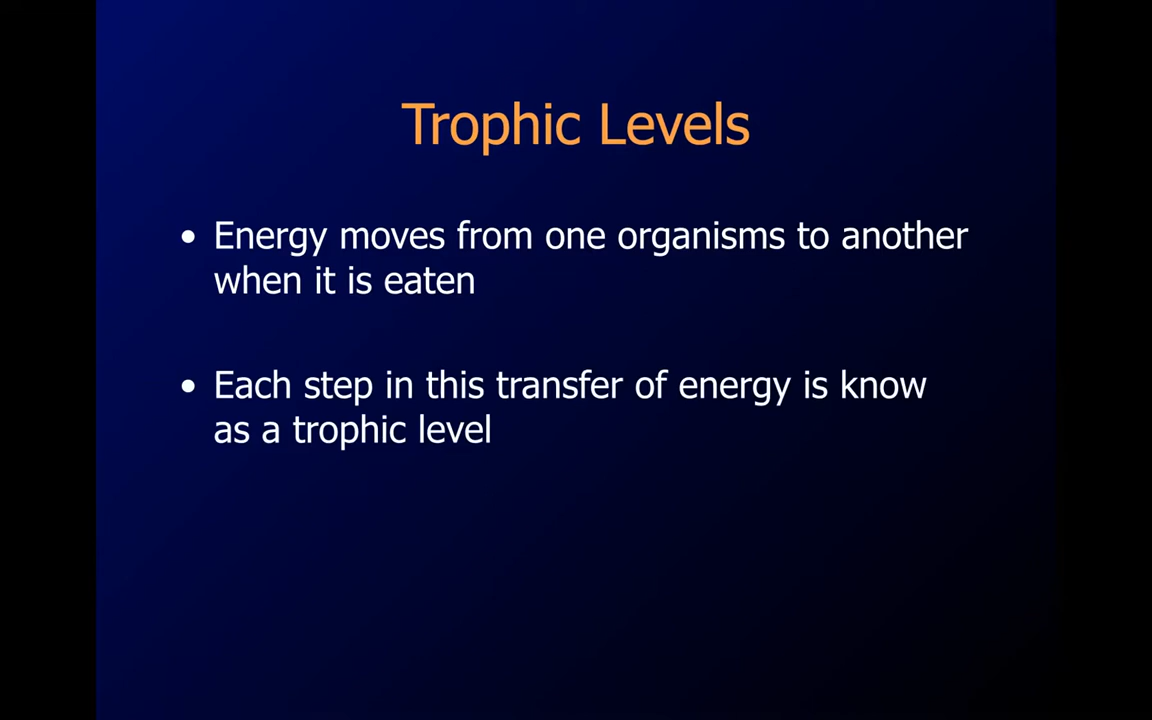 Trophic Levels
• Energy moves from one organisms to another
when it is eaten
• Each step in this transfer of energy is know
as a trophic level